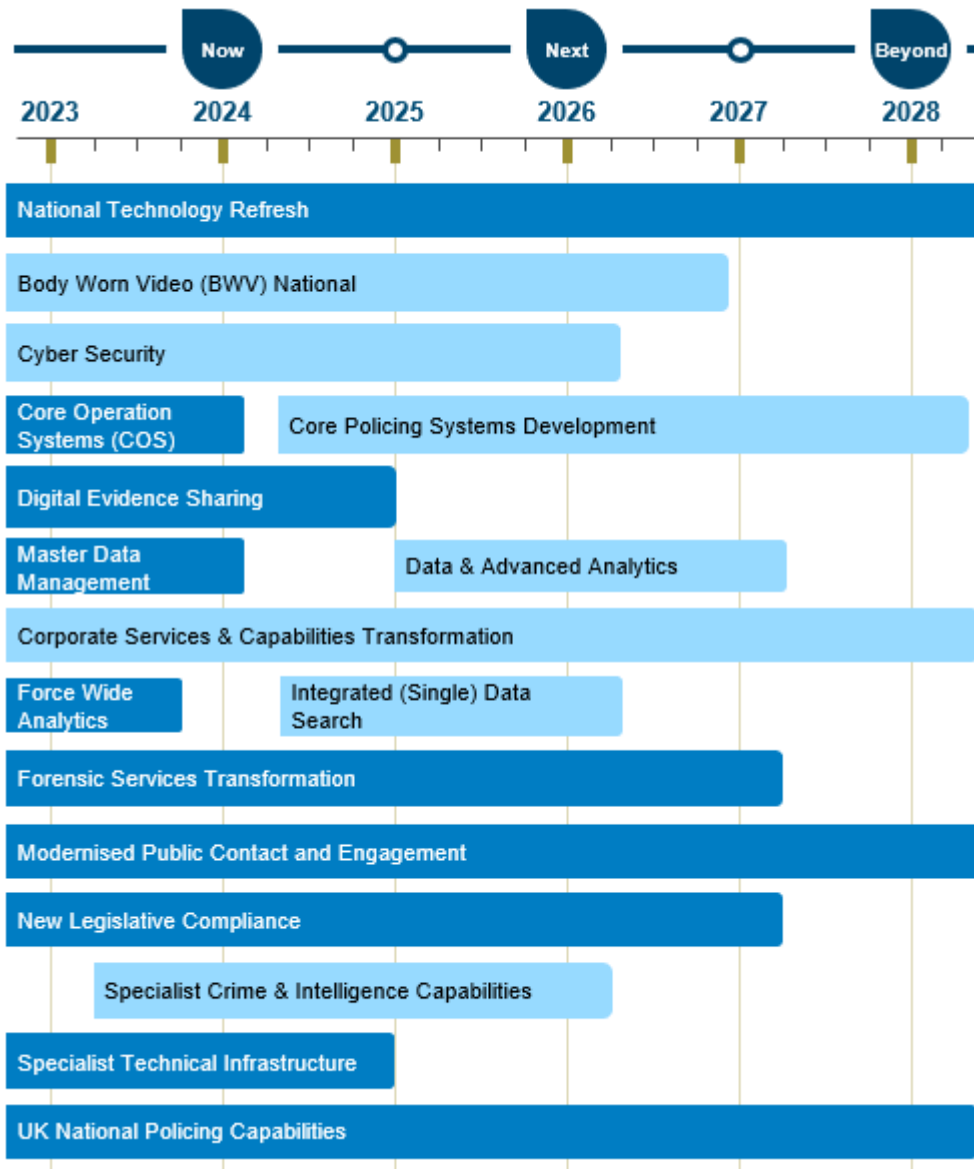 Now
Next
Beyond
2023
2024
2025
2026
2027
2028
National Technology Refresh
Body Worn Video (BWV) National
Cyber Security
Core Operation
Systems (COS)
Core Policing Systems Development
Digital Evidence Sharing
Master Data
Management
Data & Advanced Analytics
Corporate Services & Capabilities Transformation
Force Wide
Analytics
Integrated (Single) Data
Search
Forensic Services Transformation
Modernised Public Contact and Engagement
New Legislative Compliance
Specialist Crime & Intelligence Capabilities
Specialist Technical Infrastructure
UK National Policing Capabilities